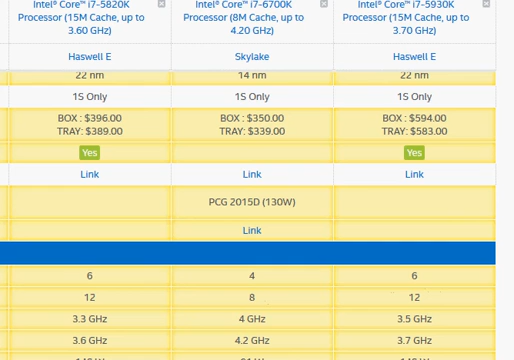 Intel® Core™ i7-5820K Intel® Core™ i7-6700K Intel® Core™ i7-5930K
Processor (15M Cache, up to Processor (8M Cache, up to Processor (15M Cache, up to
3.60 GHz) 4.20 GHz) 3.70 GHz)
Haswell E Skylake Haswell E
22 nm 14 nm 22 nm
1S Only 1S Only 1S Only
BOX : $396.00 BOX : $350.00 BOX : $594.00
TRAY: $389.00 TRAY: $339.00 TRAY: $583.00
Yes Yes
Link Link Link
PCG 2015D (130W)
Link
6 4 6
12 8 12
3.3 GHz 4 GHz 3.5 GHz
3.6 GHz 4.2 GHz 3.7 GHz